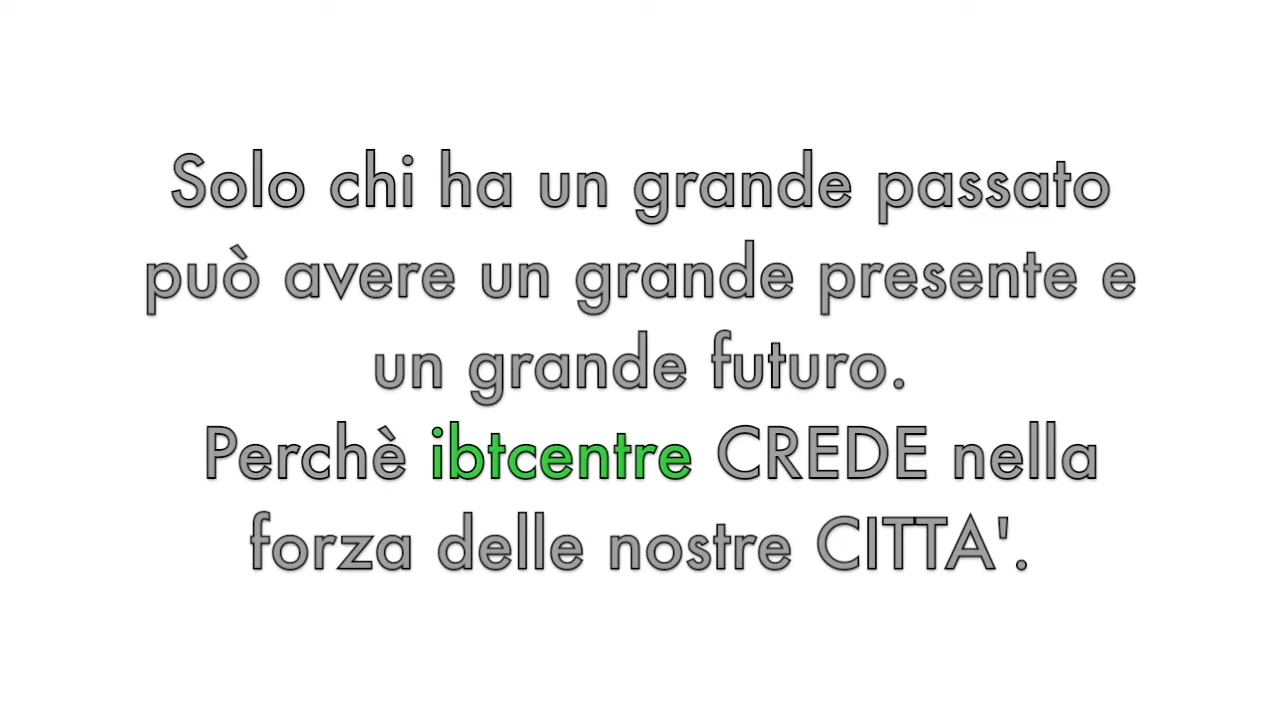 Solo chi ha un grande passato
può avere un grande presente e
un grande futuro.
Perchè ibtcentre CREDE nella
forza delle nostre CITTA'.